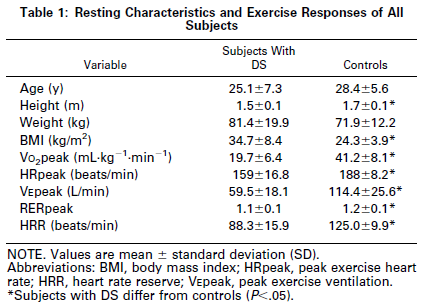 Table 1: Resting Characteristics and Exercise Responses of All
Subjects
Variable Subjects With DS Controls
Age (y) 25.1±7.3 28.4±5.6
Height (m) 1.5±0.1 1.7±0.1*
Weight (kg) 81.4±19.9 71.9±12.2
BMI (kg/m²) 34.7±8.4 24.3±3.9*
VO₂peak (mL·kg⁻¹·min⁻¹) 19.7±6.4 41.2±8.1*
HRpeak (beats/min) 159±16.8 188±8.2*
VEpeak (L/min) 59.5±18.1 114.4±25.6*
RERpeak 1.1±0.1 1.2±0.1*
HRR (beats/min) 88.3±15.9 125.0±9.9*
NOTE. Values are mean ± standard deviation (SD).
Abbreviations: BMI, body mass index; HRpeak, peak exercise heart
rate; HRR, heart rate reserve; VEpeak, peak exercise ventilation.
*Subjects with DS differ from controls (P<.05).